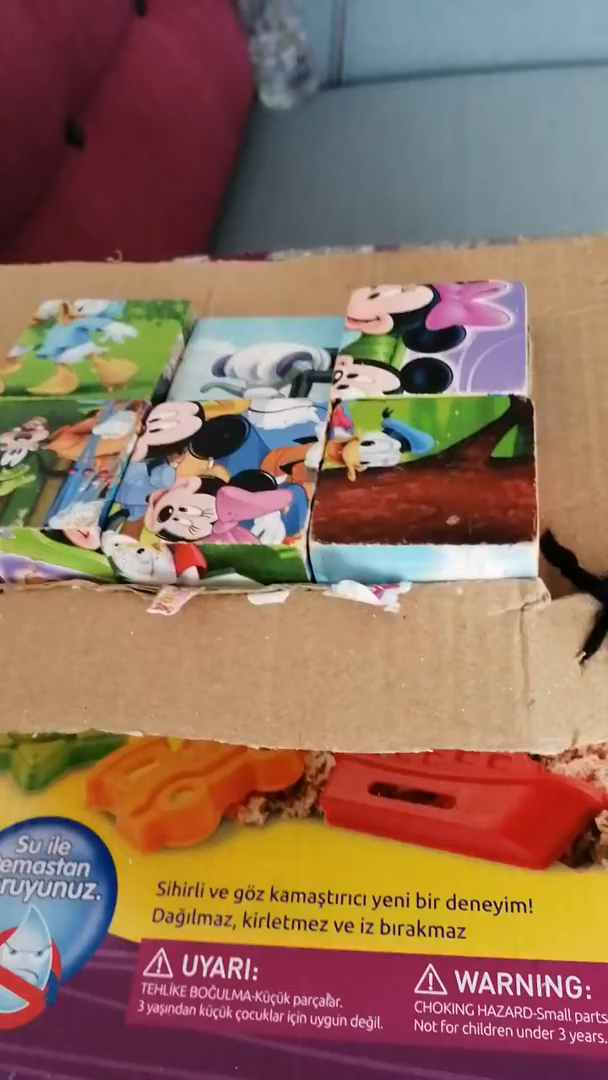 Su ile
temastan
koruyunuz.
Sihirli ve göz kamaştırıcı yeni bir deneyim!
Dağılmaz, kirletmez ve iz bırakmaz
UYARI:
TEHLİKE BOĞULMA-Küçük parçalar.
3 yaşından küçük çocuklar için uygun değil.
WARNING:
CHOKING HAZARD-Small parts
Not for children under 3 years.